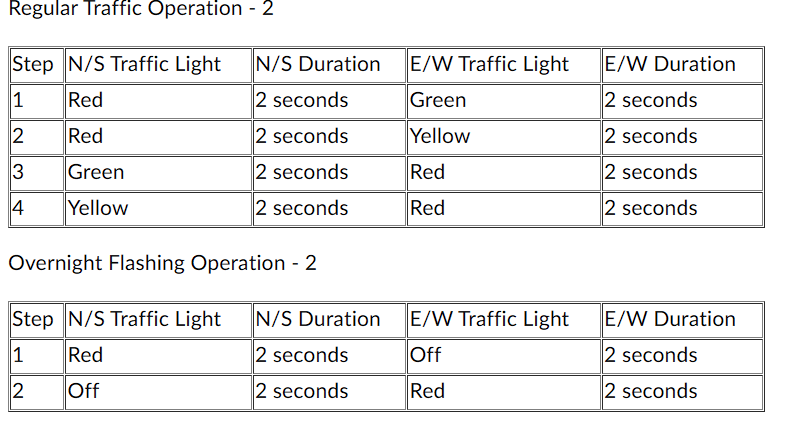 Regular Traffic Operation - 2
Step N/S Traffic Light N/S Duration E/W Traffic Light E/W Duration
1 Red 2 seconds Green 2 seconds
2 Red 2 seconds Yellow 2 seconds
3 Green 2 seconds Red 2 seconds
4 Yellow 2 seconds Red 2 seconds
Overnight Flashing Operation - 2
Step N/S Traffic Light N/S Duration E/W Traffic Light E/W Duration
1 Red 2 seconds Off 2 seconds
2 Off 2 seconds Red 2 seconds